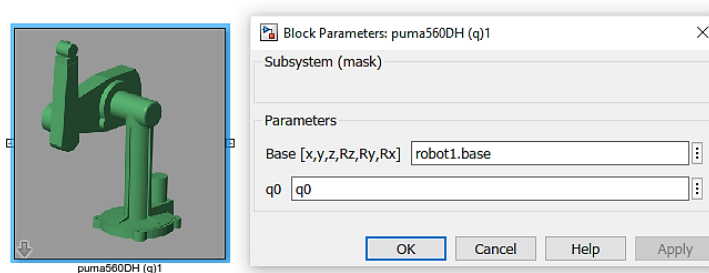 puma560DH (q)1
Block Parameters: puma560DH (q)1
Subsystem (mask)
Parameters
Base [x,y,z,Rz,Ry,Rx] robot1.base
q0 q0
OK Cancel Help Apply